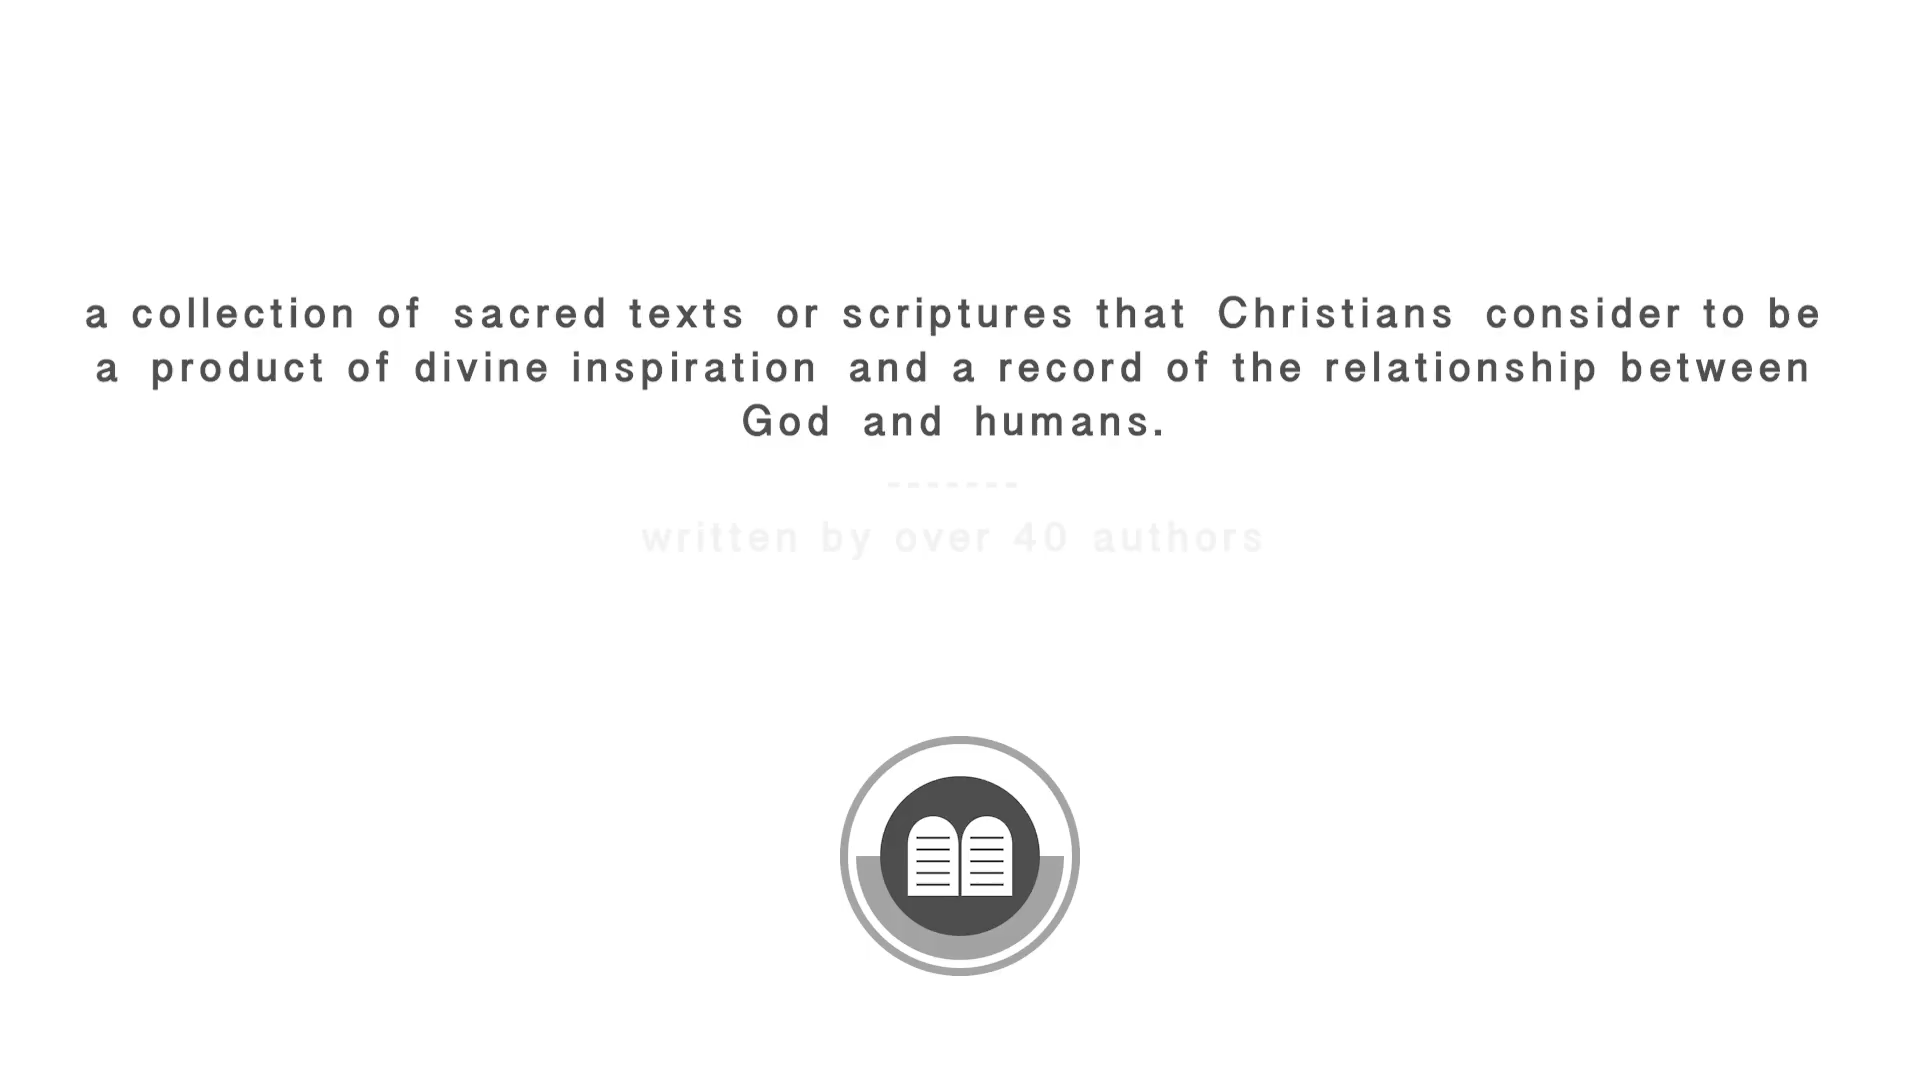 a collection of sacred texts or scriptures that Christians consider to be
a product of divine inspiration and a record of the relationship between
God and humans.
-------
written by over 40 authors